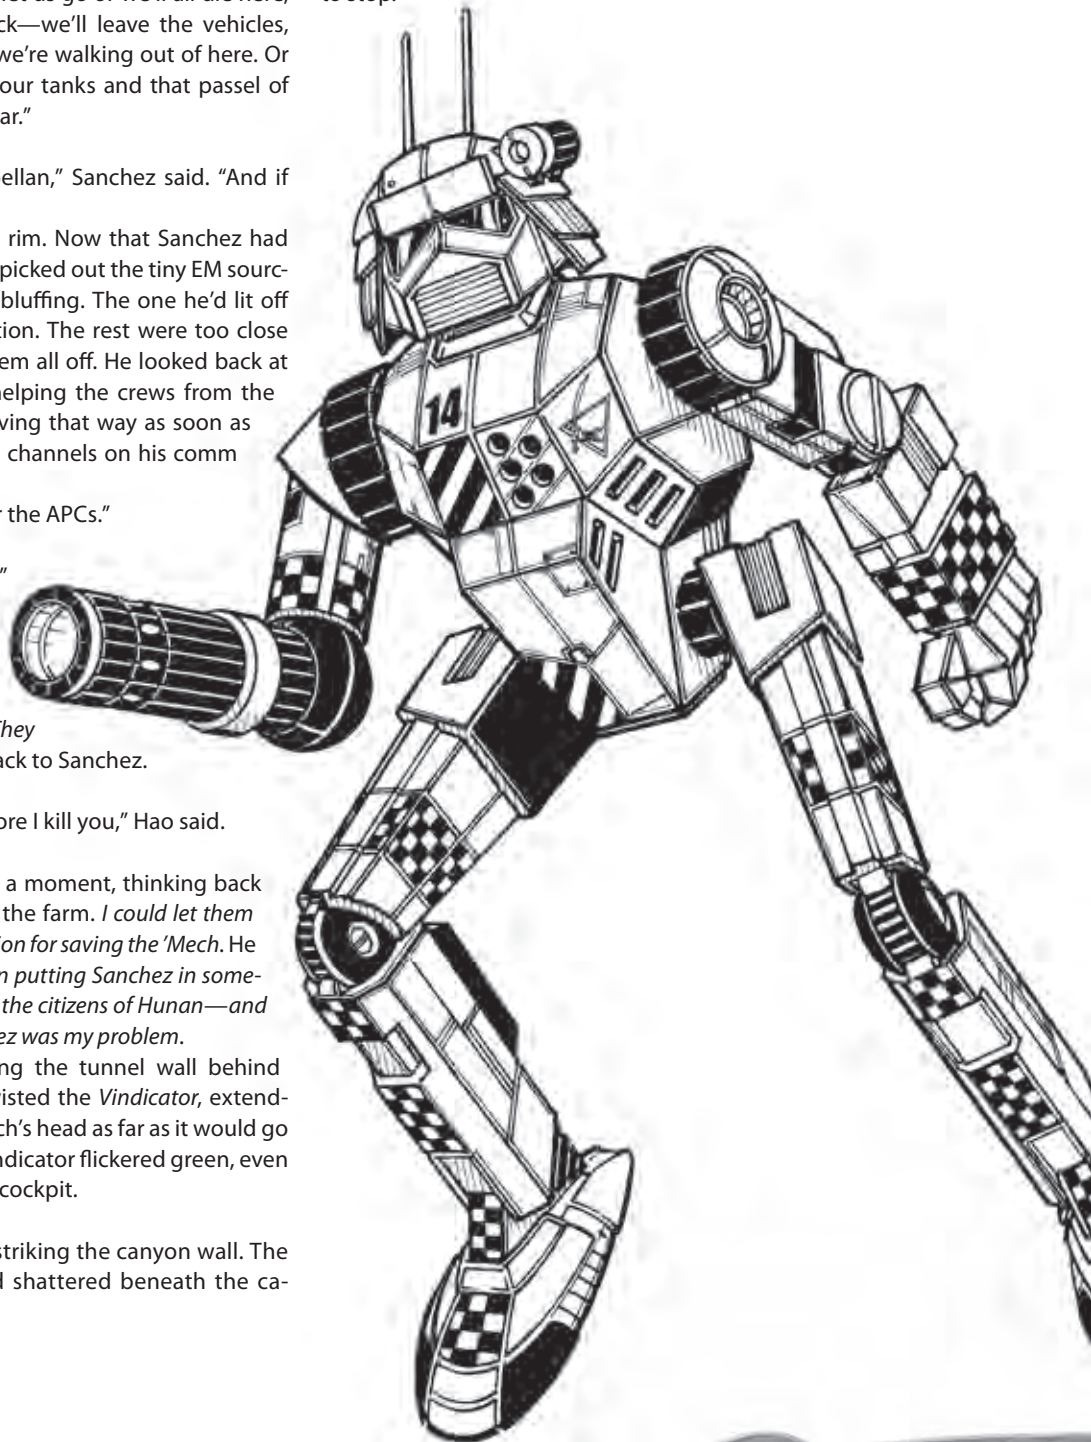 ck—we’ll leave the vehicles,
we’re walking out of here. Or
our tanks and that passel of
ar.”
pellan,” Sanchez said. “And if
rim. Now that Sanchez had
picked out the tiny EM sourc-
bluffing. The one he’d lit off
tion. The rest were too close
em all off. He looked back at
helping the crews from the
ving that way as soon as
channels on his comm
r the APCs.”
”
They
ack to Sanchez.
ore I kill you,” Hao said.
a moment, thinking back
the farm. I could let them
ion for saving the ’Mech. He
n putting Sanchez in some-
the citizens of Hunan—and
ez was my problem.
ing the tunnel wall behind
isted the Vindicator, extend-
ch’s head as far as it would go
ndicator flickered green, even
cockpit.
striking the canyon wall. The
d shattered beneath the ca-
to stop.
14